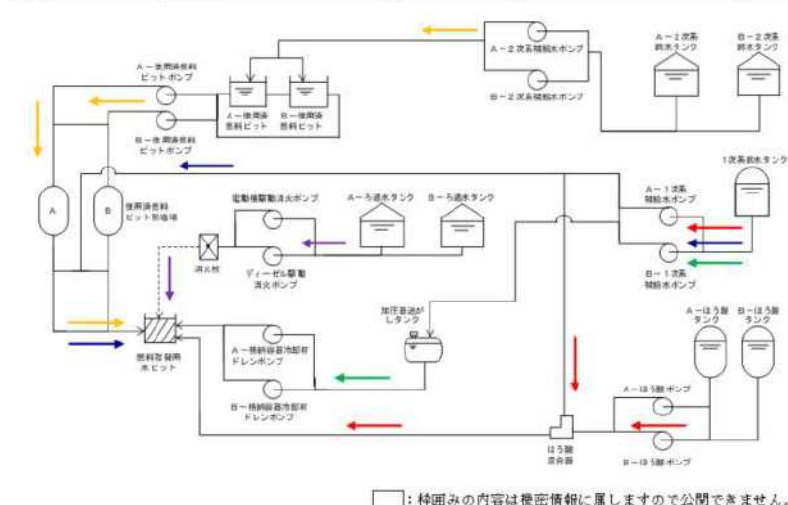 A－2次系
純水タンク
B－2次系
純水タンク
A－2次系補給水ポンプ
B－2次系補給水ポンプ
A－使用済燃料
ピットポンプ
A－使用済
燃料ピット
B－使用済
燃料ピット
B－使用済燃料
ピットポンプ
1次系純水タンク
A
B
使用済燃料
ピット脱塩塔
電動機駆動消火ポンプ
A－ろ過水タンク
B－ろ過水タンク
A－1次系
補給水ポンプ
消火栓
ディーゼル駆動
消火ポンプ
B－1次系
補給水ポンプ
加圧器逃が
しタンク
A－ほう酸
タンク
B－ほう酸
タンク
燃料取替用
水ピット
A－格納容器冷却材
ドレンポンプ
A－ほう酸ポンプ
B－格納容器冷却材
ドレンポンプ
ほう酸
混合器
B－ほう酸ポンプ
：枠囲みの内容は機密情報に属しますので公開できません。